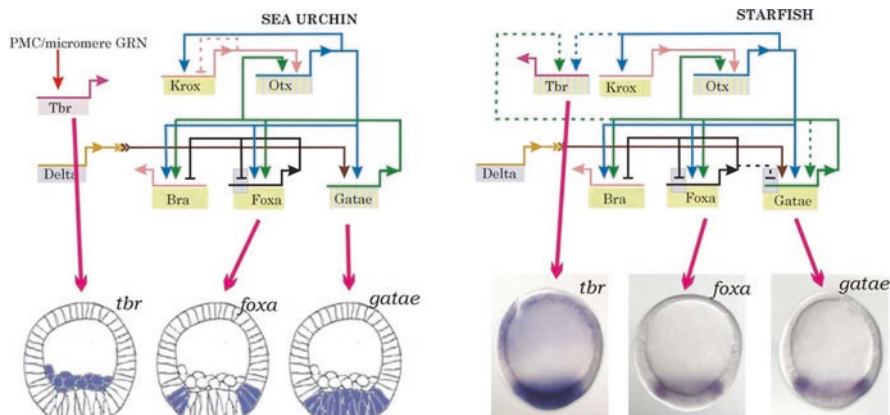 SEA URCHIN
PMC/micromere GRN
Krox
Otx
Tbr
Delta
Bra
Foxa
Gatae
tbr
foxa
gatae
STARFISH
Tbr
Krox
Otx
Delta
Bra
Foxa
Gatae
tbr
foxa
gatae